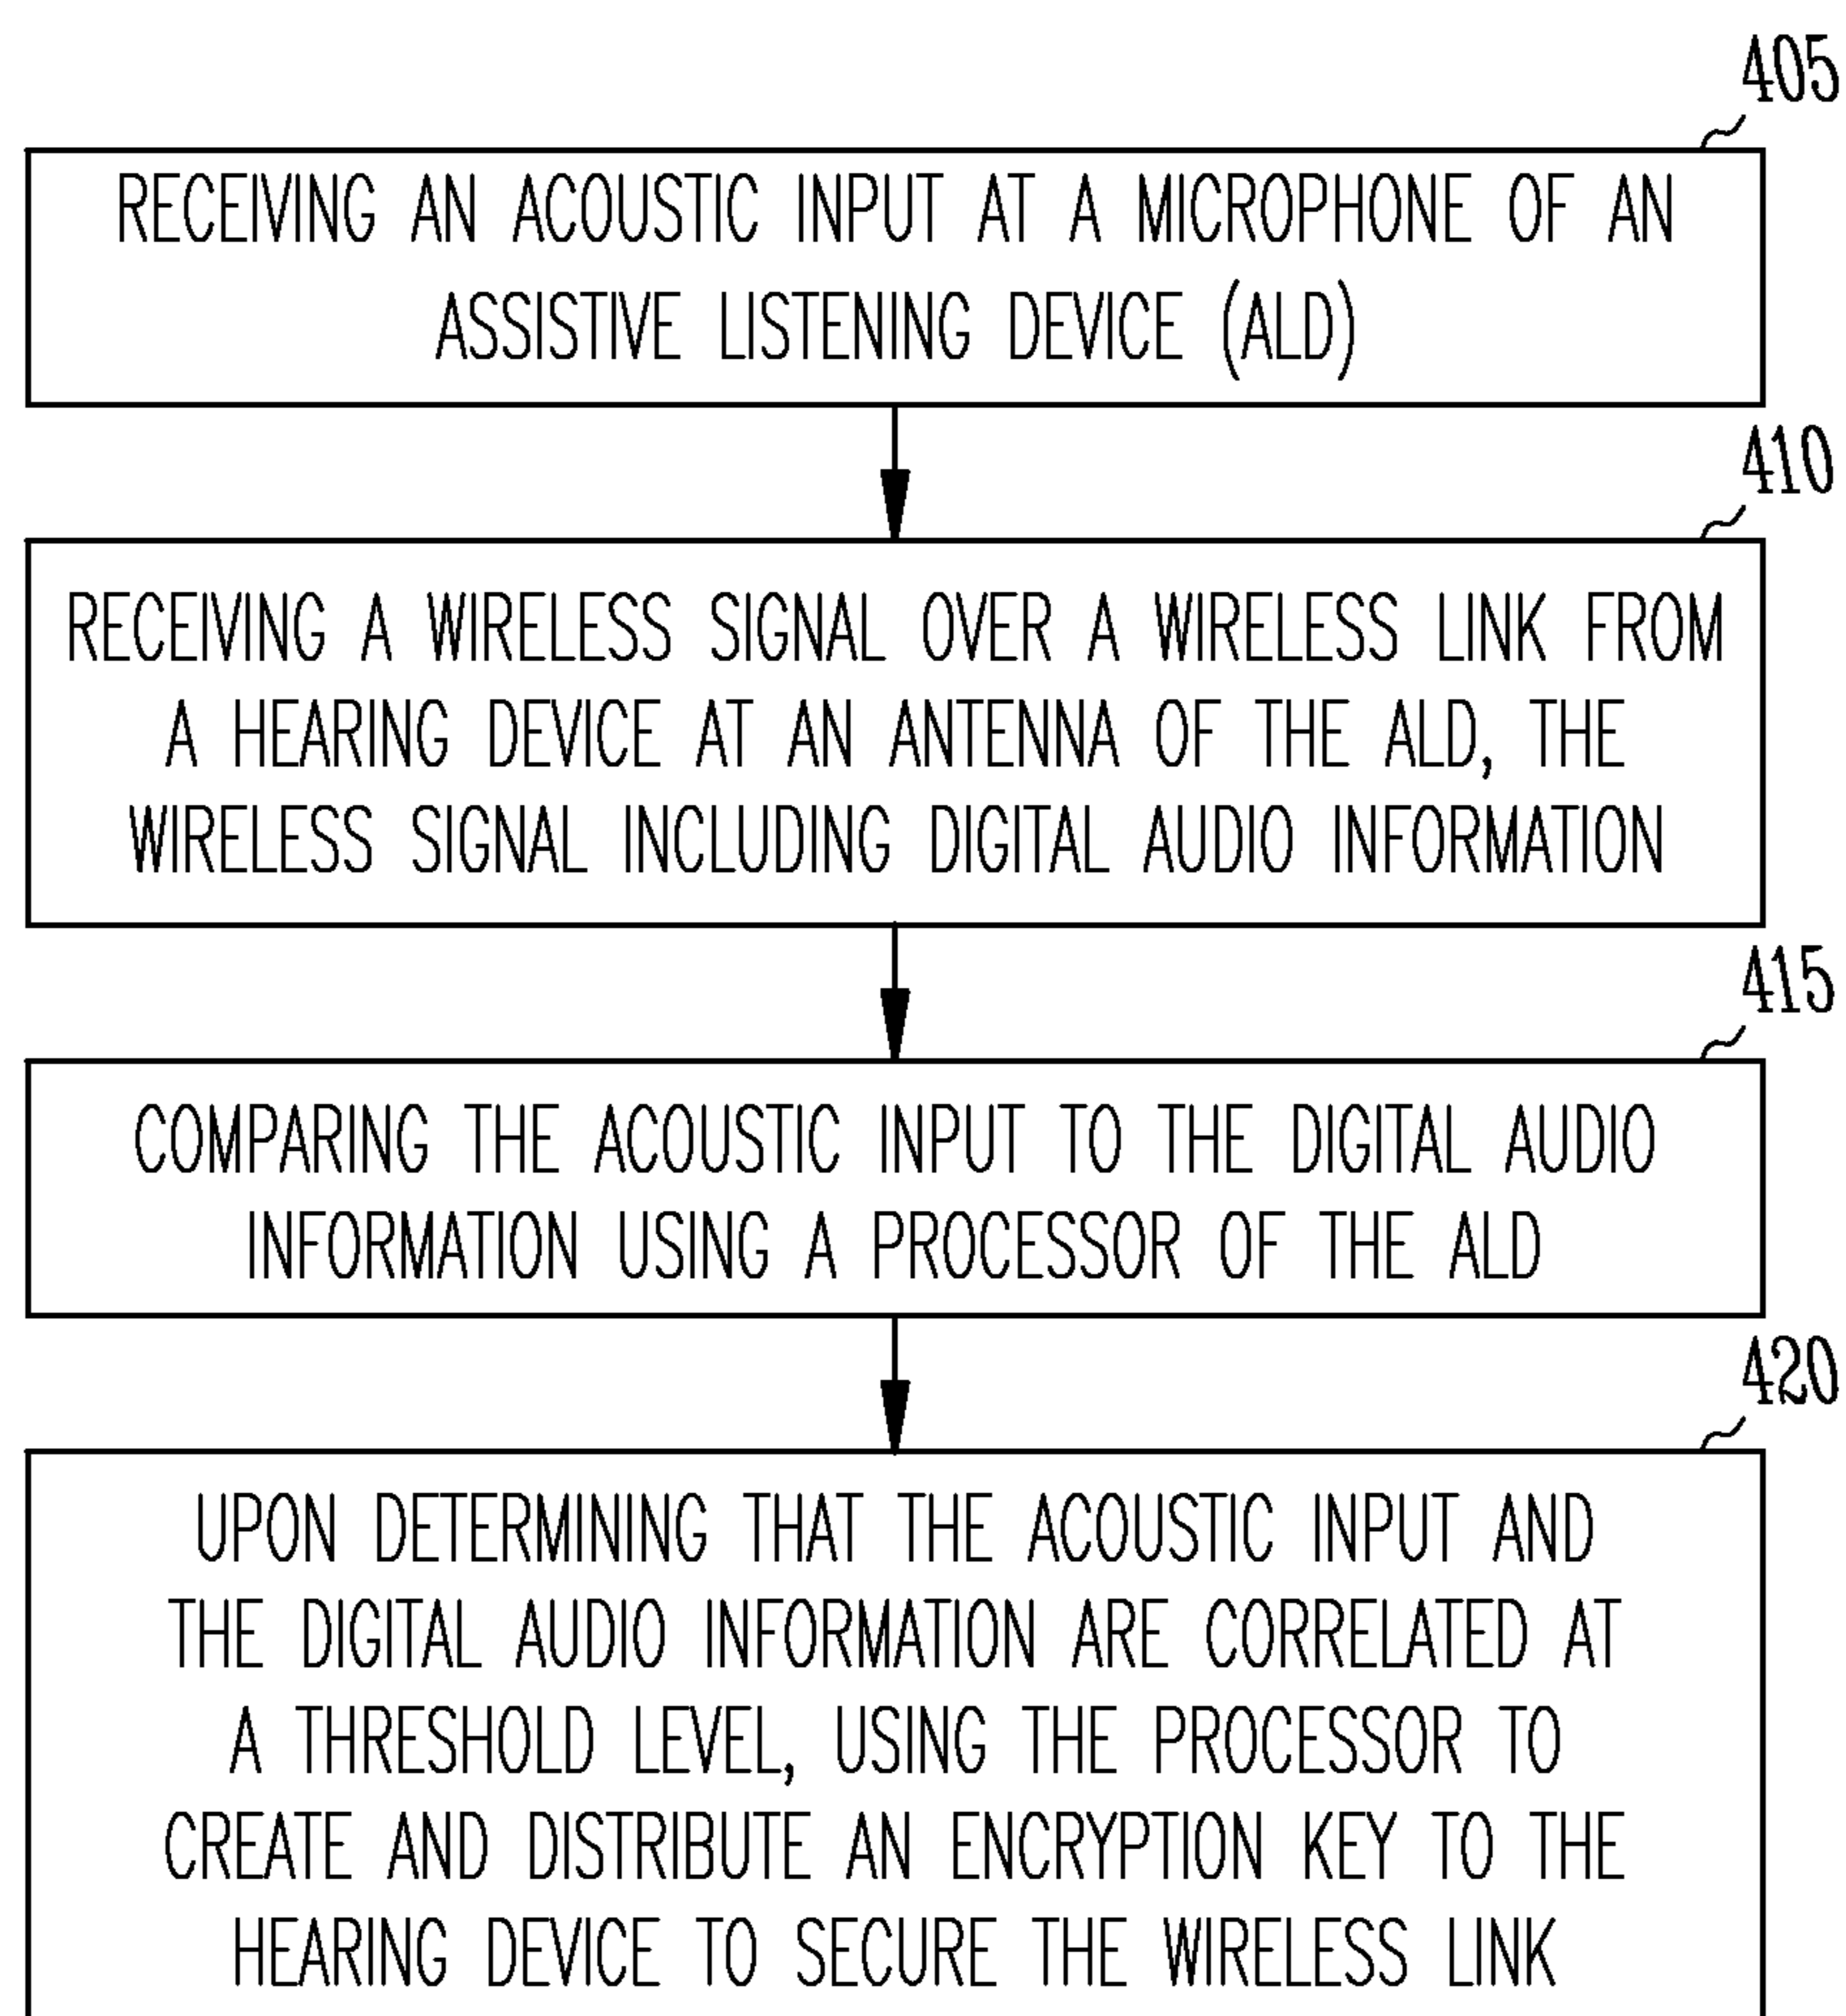 405
RECEIVING AN ACOUSTIC INPUT AT A MICROPHONE OF AN
ASSISTIVE LISTENING DEVICE (ALD)
410
RECEIVING A WIRELESS SIGNAL OVER A WIRELESS LINK FROM
A HEARING DEVICE AT AN ANTENNA OF THE ALD, THE
WIRELESS SIGNAL INCLUDING DIGITAL AUDIO INFORMATION
415
COMPARING THE ACOUSTIC INPUT TO THE DIGITAL AUDIO
INFORMATION USING A PROCESSOR OF THE ALD
420
UPON DETERMINING THAT THE ACOUSTIC INPUT AND
THE DIGITAL AUDIO INFORMATION ARE CORRELATED AT
A THRESHOLD LEVEL, USING THE PROCESSOR TO
CREATE AND DISTRIBUTE AN ENCRYPTION KEY TO THE
HEARING DEVICE TO SECURE THE WIRELESS LINK